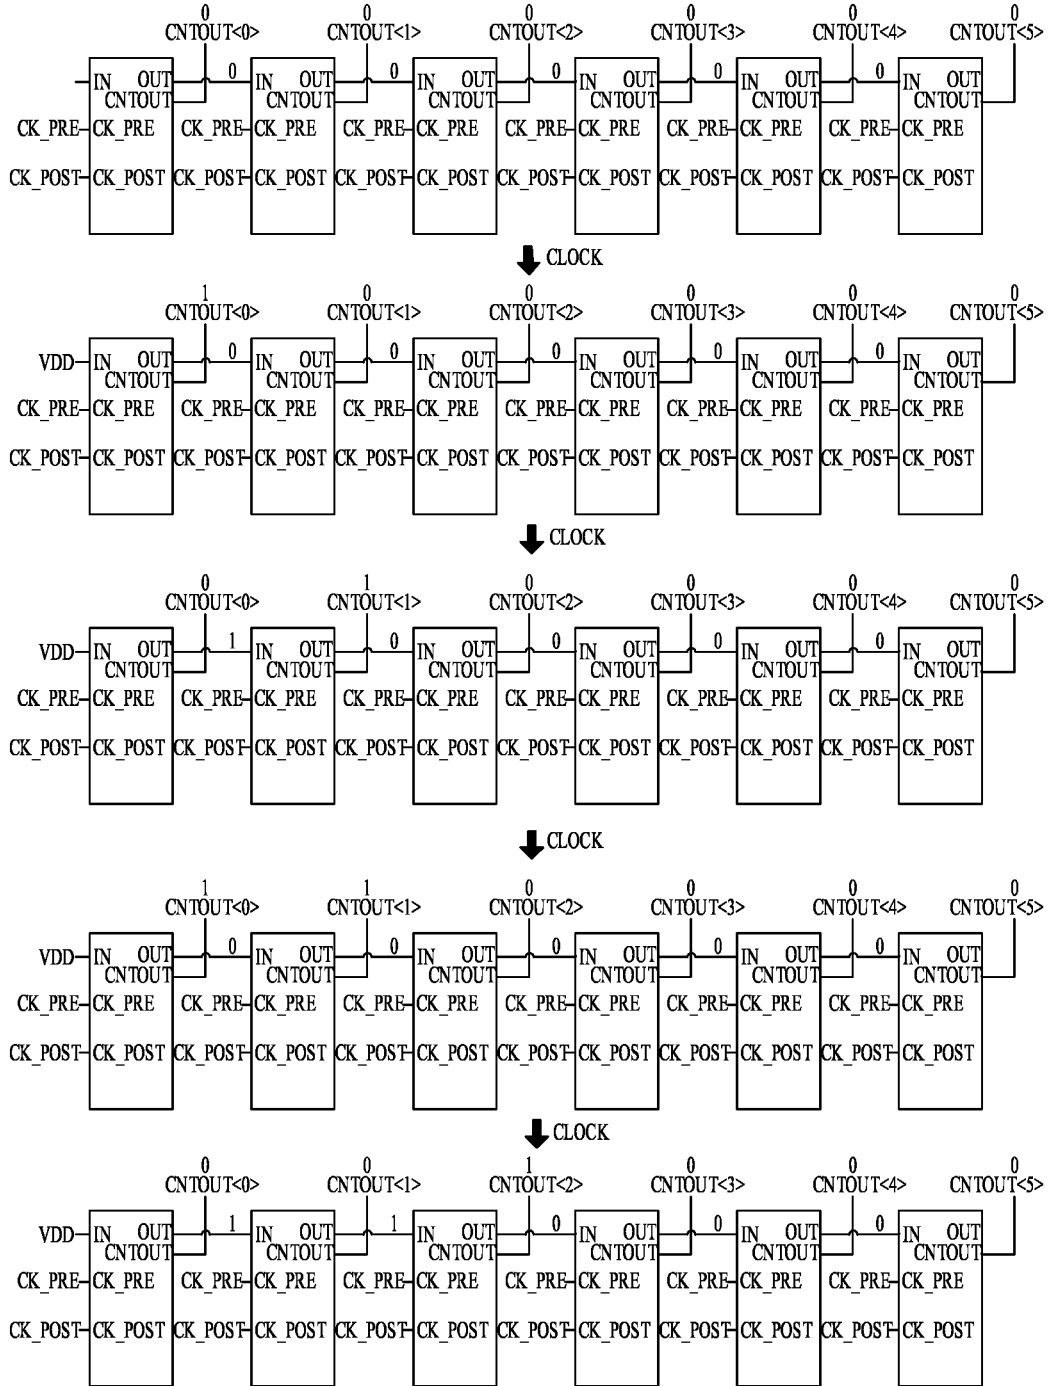 0 0 0 0 0 0
CNTOUT<0> CNTOUT<1> CNTOUT<2> CNTOUT<3> CNTOUT<4> CNTOUT<5>
IN OUT 0 IN OUT 0 IN OUT 0 IN OUT 0 IN OUT 0 IN OUT
CNTOUT CNTOUT CNTOUT CNTOUT CNTOUT CNTOUT
CK_PRE CK_PRE CK_PRE CK_PRE CK_PRE CK_PRE CK_PRE CK_PRE CK_PRE CK_PRE CK_PRE CK_PRE
CK_POST CK_POST CK_POST CK_POST CK_POST CK_POST CK_POST CK_POST CK_POST CK_POST CK_POST CK_POST
CLOCK
1 0 0 0 0 0
CNTOUT<0> CNTOUT<1> CNTOUT<2> CNTOUT<3> CNTOUT<4> CNTOUT<5>
VDD IN OUT 0 IN OUT 0 IN OUT 0 IN OUT 0 IN OUT 0 IN OUT
CNTOUT CNTOUT CNTOUT CNTOUT CNTOUT CNTOUT
CK_PRE CK_PRE CK_PRE CK_PRE CK_PRE CK_PRE CK_PRE CK_PRE CK_PRE CK_PRE CK_PRE CK_PRE
CK_POST CK_POST CK_POST CK_POST CK_POST CK_POST CK_POST CK_POST CK_POST CK_POST CK_POST CK_POST
CLOCK
0 1 0 0 0 0
CNTOUT<0> CNTOUT<1> CNTOUT<2> CNTOUT<3> CNTOUT<4> CNTOUT<5>
VDD IN OUT 1 IN OUT 0 IN OUT 0 IN OUT 0 IN OUT 0 IN OUT
CNTOUT CNTOUT CNTOUT CNTOUT CNTOUT CNTOUT
CK_PRE CK_PRE CK_PRE CK_PRE CK_PRE CK_PRE CK_PRE CK_PRE CK_PRE CK_PRE CK_PRE CK_PRE
CK_POST CK_POST CK_POST CK_POST CK_POST CK_POST CK_POST CK_POST CK_POST CK_POST CK_POST CK_POST
CLOCK
1 1 0 0 0 0
CNTOUT<0> CNTOUT<1> CNTOUT<2> CNTOUT<3> CNTOUT<4> CNTOUT<5>
VDD IN OUT 0 IN OUT 0 IN OUT 0 IN OUT 0 IN OUT 0 IN OUT
CNTOUT CNTOUT CNTOUT CNTOUT CNTOUT CNTOUT
CK_PRE CK_PRE CK_PRE CK_PRE CK_PRE CK_PRE CK_PRE CK_PRE CK_PRE CK_PRE CK_PRE CK_PRE
CK_POST CK_POST CK_POST CK_POST CK_POST CK_POST CK_POST CK_POST CK_POST CK_POST CK_POST CK_POST
CLOCK
0 0 1 0 0 0
CNTOUT<0> CNTOUT<1> CNTOUT<2> CNTOUT<3> CNTOUT<4> CNTOUT<5>
VDD IN OUT 1 IN OUT 1 IN OUT 0 IN OUT 0 IN OUT 0 IN OUT
CNTOUT CNTOUT CNTOUT CNTOUT CNTOUT CNTOUT
CK_PRE CK_PRE CK_PRE CK_PRE CK_PRE CK_PRE CK_PRE CK_PRE CK_PRE CK_PRE CK_PRE CK_PRE
CK_POST CK_POST CK_POST CK_POST CK_POST CK_POST CK_POST CK_POST CK_POST CK_POST CK_POST CK_POST